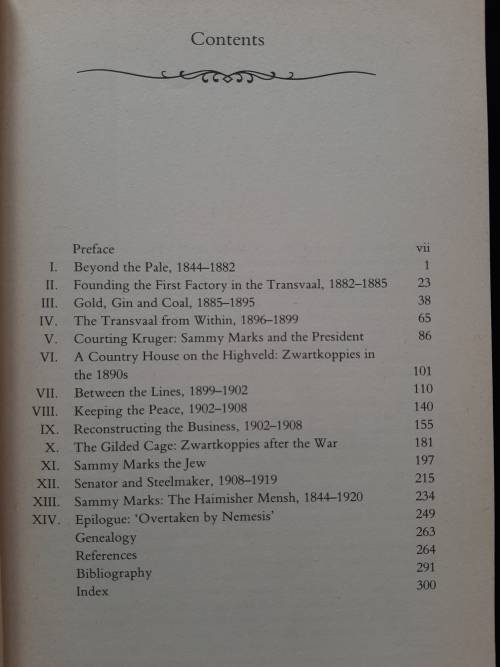 Contents
Preface vii
I. Beyond the Pale, 1844–1882 1
II. Founding the First Factory in the Transvaal, 1882–1885 23
III. Gold, Gin and Coal, 1885–1895 38
IV. The Transvaal from Within, 1896–1899 65
V. Courting Kruger: Sammy Marks and the President 86
VI. A Country House on the Highveld: Zwartkoppies in
the 1890s 101
VII. Between the Lines, 1899–1902 110
VIII. Keeping the Peace, 1902–1908 140
IX. Reconstructing the Business, 1902–1908 155
X. The Gilded Cage: Zwartkoppies after the War 181
XI. Sammy Marks the Jew 197
XII. Senator and Steelmaker, 1908–1919 215
XIII. Sammy Marks: The Haimisher Mensh, 1844–1920 234
XIV. Epilogue: ‘Overtaken by Nemesis’ 249
Genealogy 263
References 264
Bibliography 291
Index 300